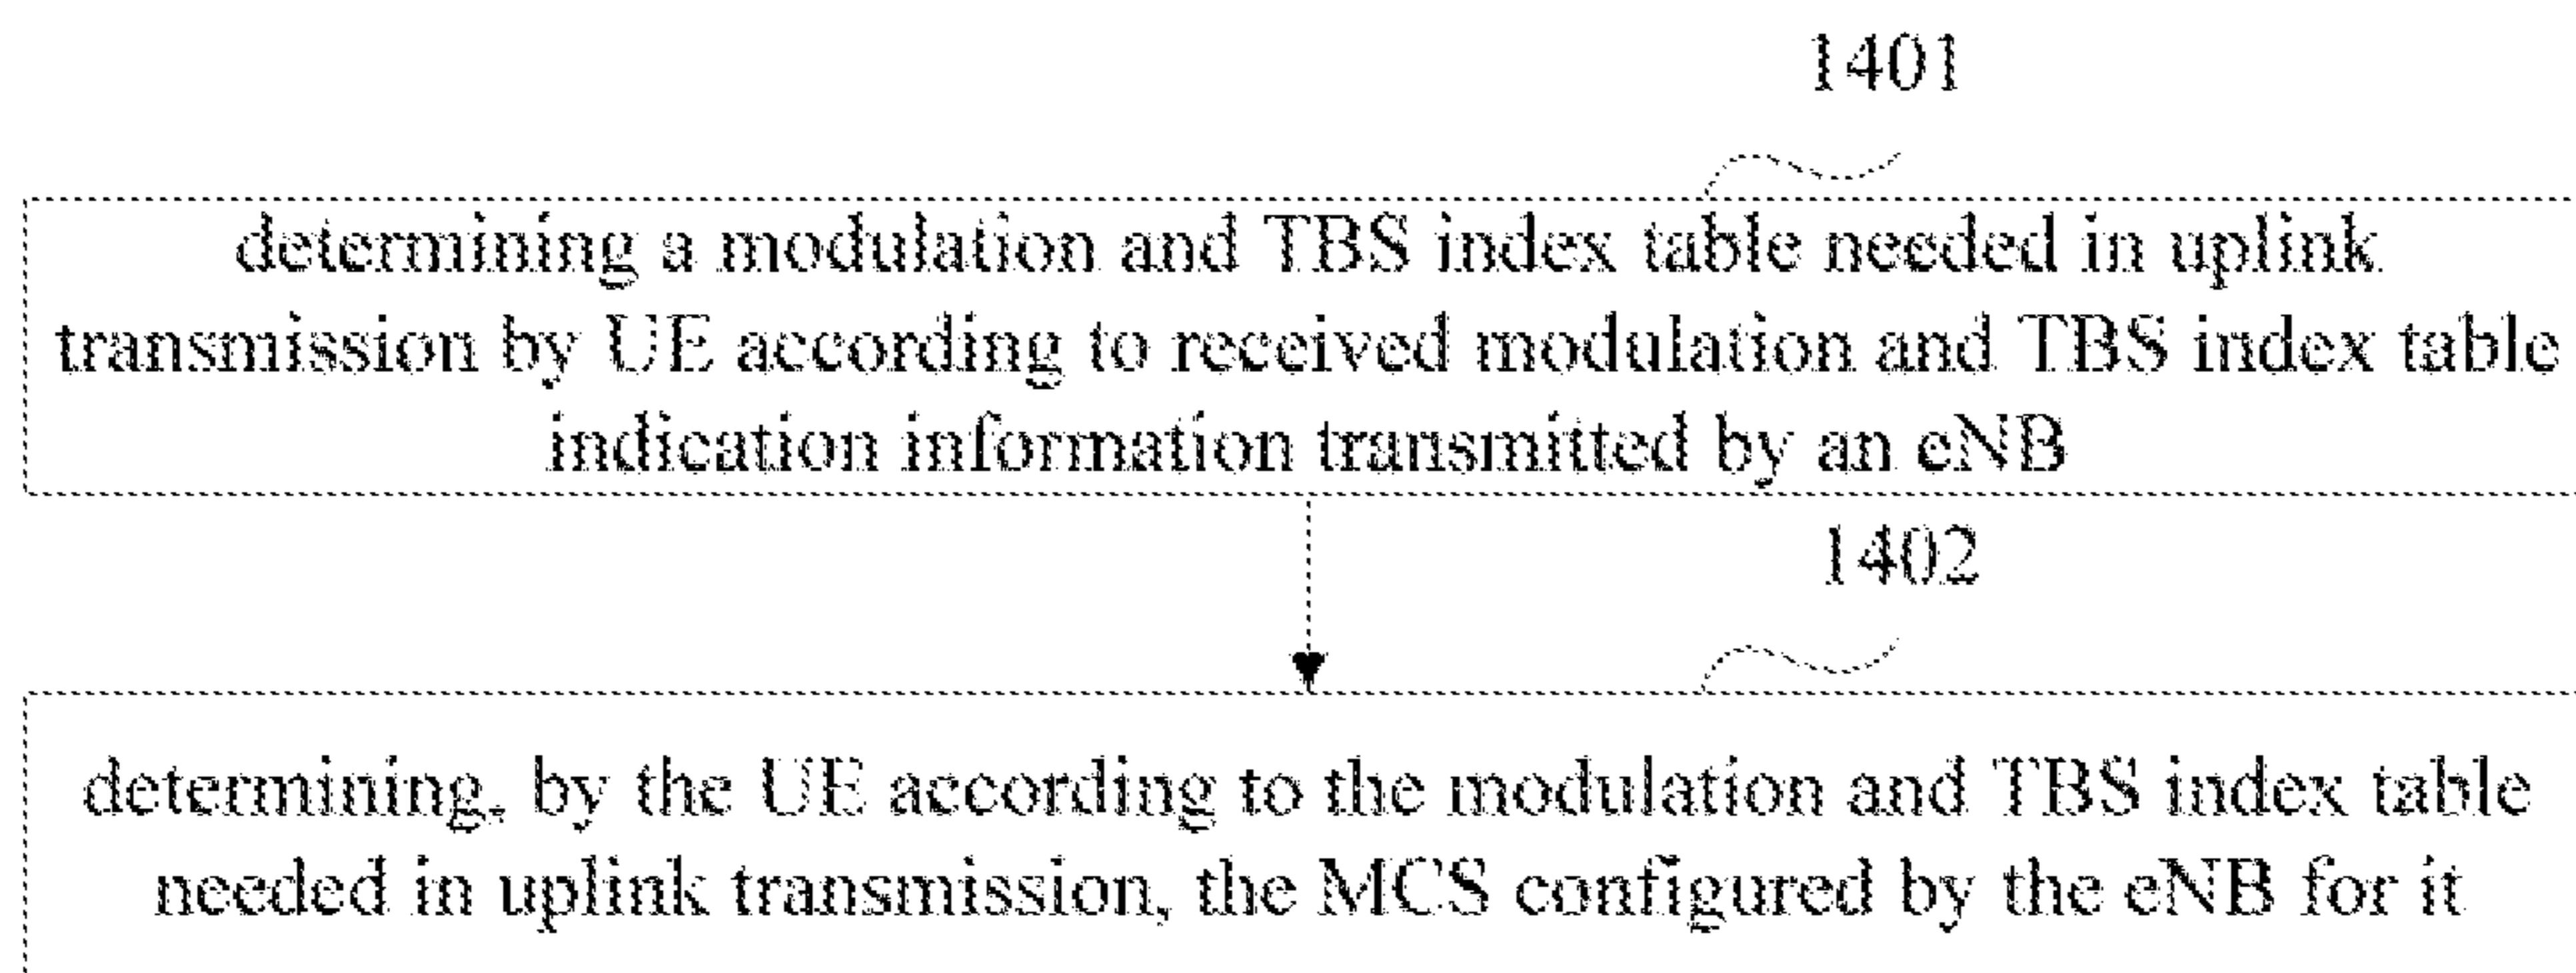 1401
determining a modulation and TBS index table needed in uplink
transmission by UE according to received modulation and TBS index table
indication information transmitted by an eNB
1402
determining, by the UE according to the modulation and TBS index table
needed in uplink transmission, the MCS configured by the eNB for it